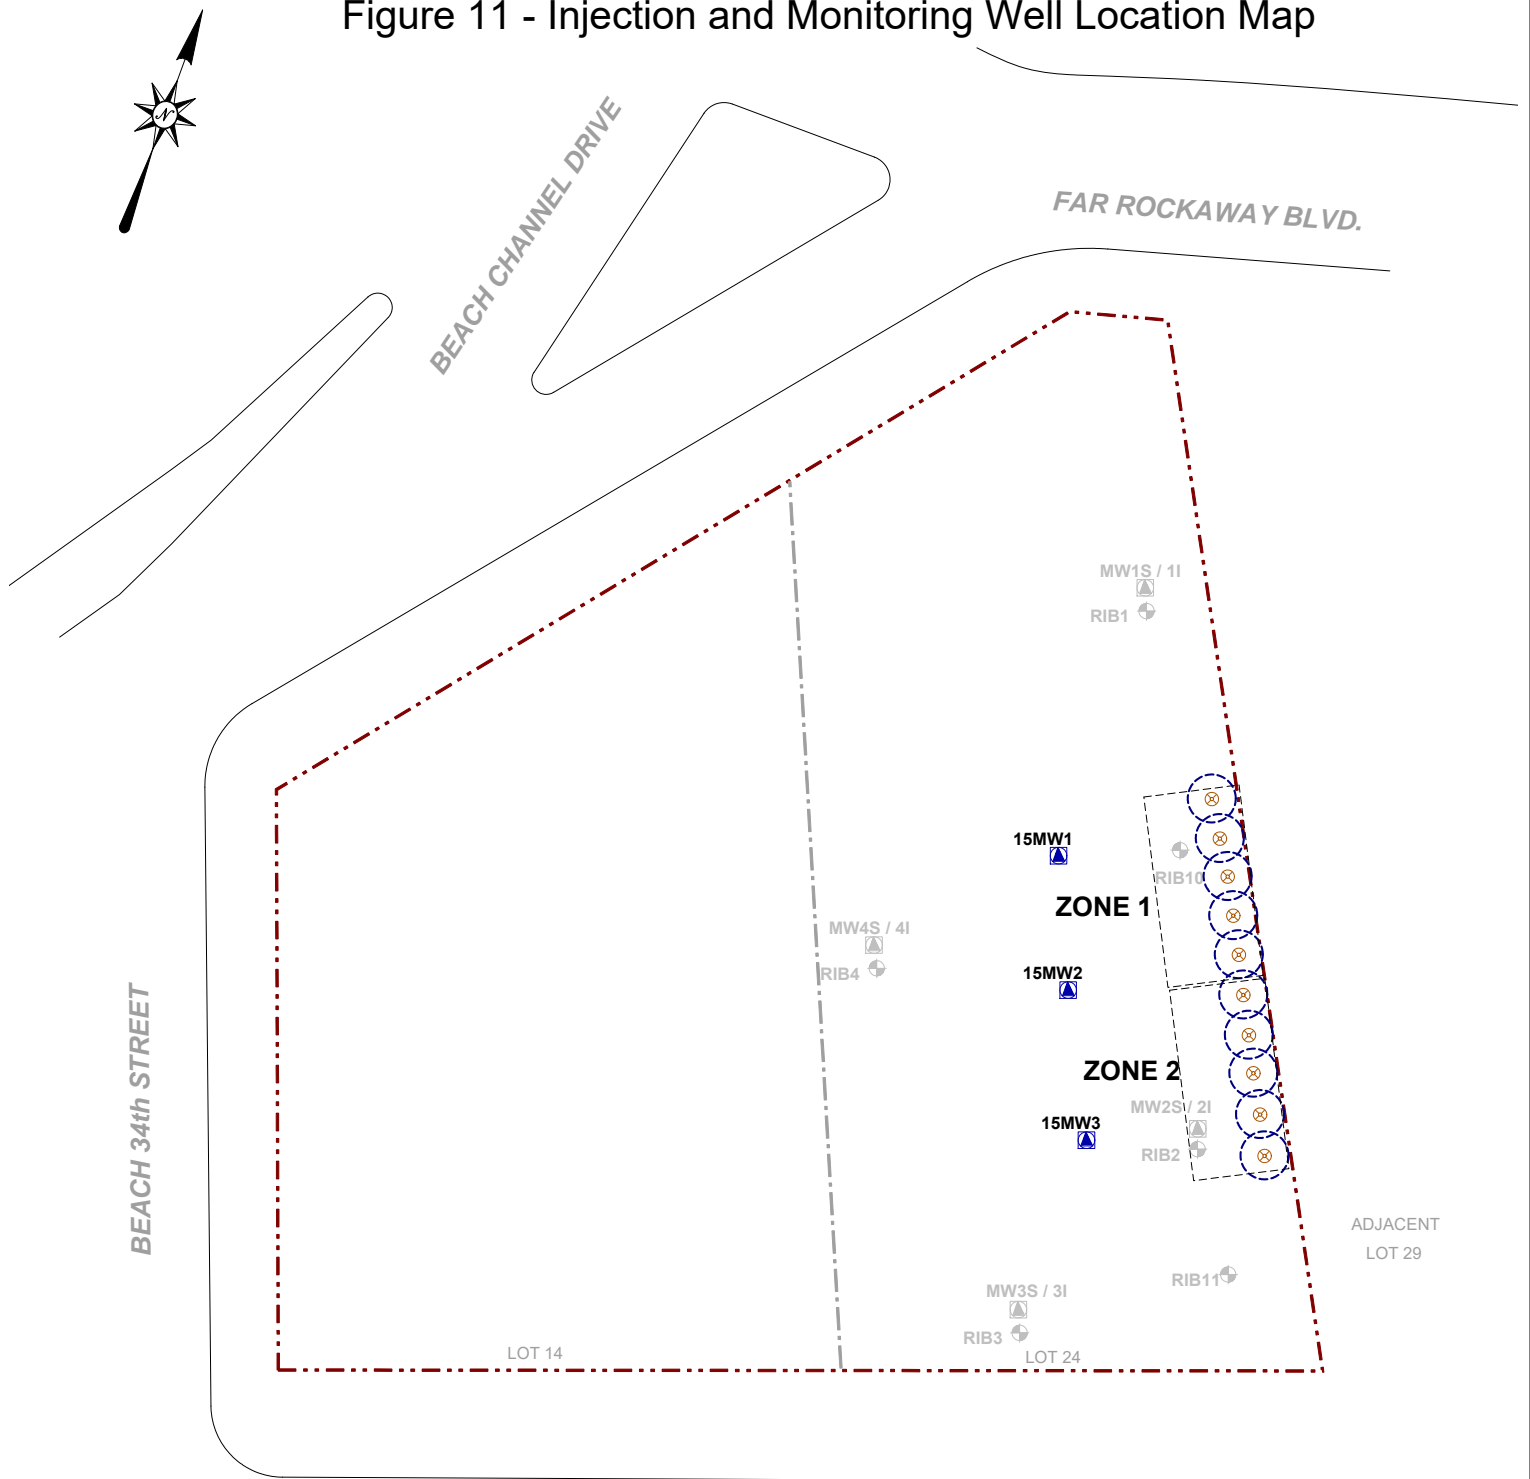 Figure 11 - Injection and Monitoring Well Location Map
N
BEACH CHANNEL DRIVE
FAR ROCKAWAY BLVD.
MW1S / 1I
RIB1
15MW1
RIB10
ZONE 1
MW4S / 4I
RIB4
15MW2
ZONE 2
MW2S / 2I
15MW3
RIB2
BEACH 34th STREET
ADJACENT
LOT 29
RIB11
MW3S / 3I
RIB3
LOT 14
LOT 24